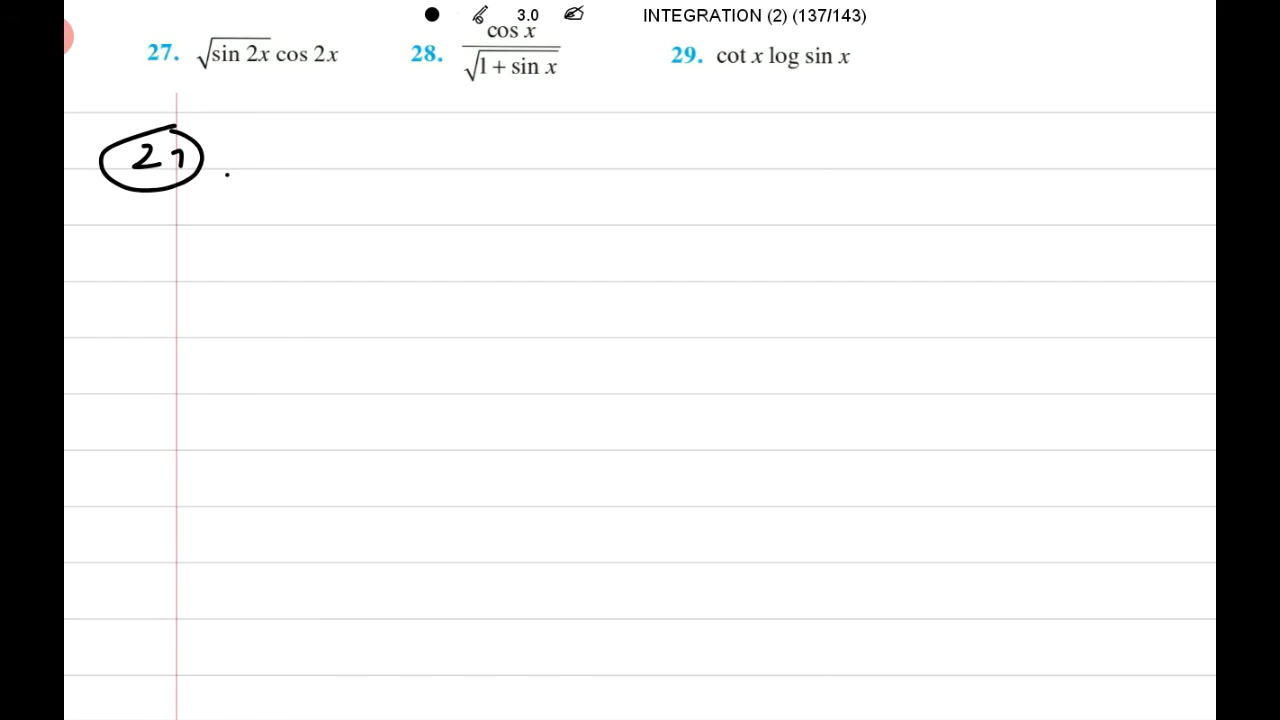 3.0 INTEGRATION (2) (137/143)
27. √sin 2x cos 2x 28. cos x / √1 + sin x 29. cot x log sin x
27 .